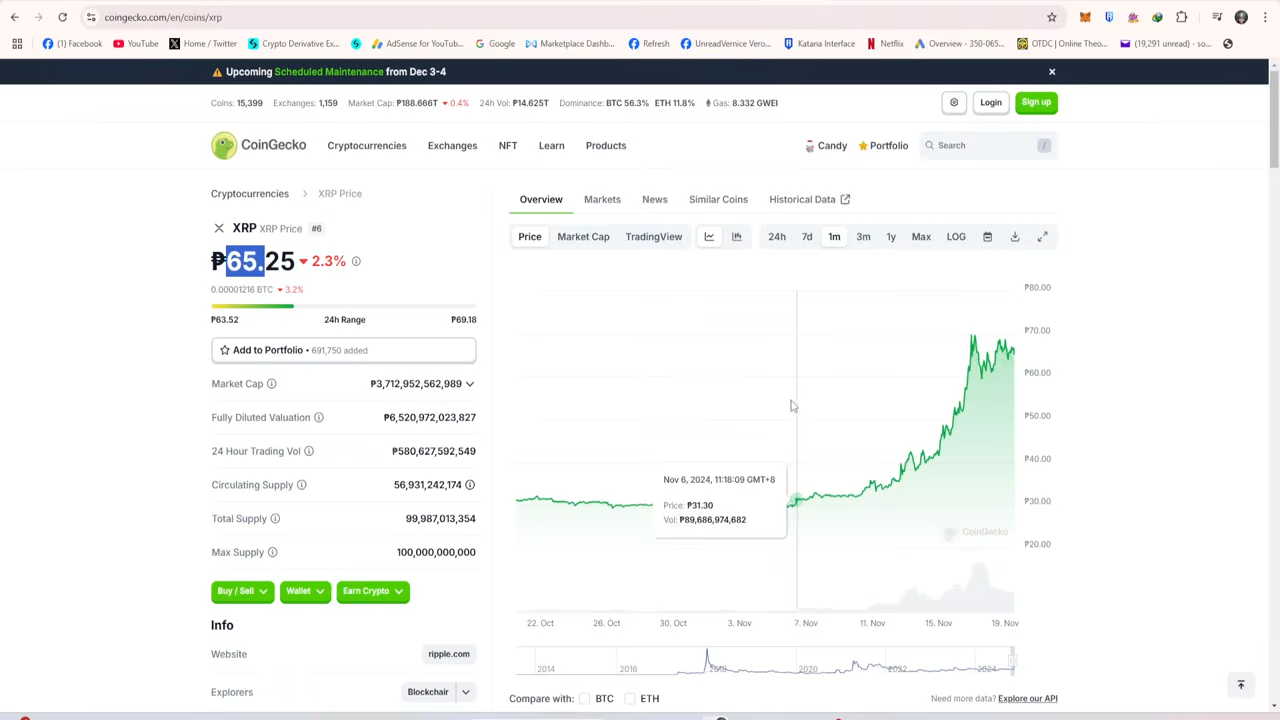 coingecko.com/en/coins/xrp
(1) Facebook YouTube Home / Twitter Crypto Derivative Ex... AdSense for YouTub... Google Marketplace Dashb... Refresh UnreadVernice Vero... Katana Interface Netflix Overview - 350-065... OTDC | Online Theo... (19,291 unread) - so...
Upcoming Scheduled Maintenance from Dec 3-4
Coins: 15,399 Exchanges: 1,159 Market Cap: ₱188.666T 0.4% 24h Vol: ₱14.625T Dominance: BTC 56.3% ETH 11.8% Gas: 8.332 GWEI
Login Sign up
CoinGecko Cryptocurrencies Exchanges NFT Learn Products Candy Portfolio Search /
Cryptocurrencies XRP Price
XRP XRP Price #6
₱65.25 2.3%
0.00001216 BTC 3.2%
₱63.52 24h Range ₱69.18
Add to Portfolio • 691,750 added
Market Cap ₱3,712,952,562,989
Fully Diluted Valuation ₱6,520,972,023,827
24 Hour Trading Vol ₱580,627,592,549
Circulating Supply 56,931,242,174
Total Supply 99,987,013,354
Max Supply 100,000,000,000
Buy / Sell Wallet Earn Crypto
Info
Website ripple.com
Explorers Blockchain
Overview Markets News Similar Coins Historical Data
Price Market Cap TradingView 24h 7d 1m 3m 1y Max LOG
₱80.00
₱70.00
₱60.00
₱50.00
₱40.00
₱30.00
₱20.00
Nov 6, 2024, 11:18:09 GMT+8
Price: ₱31.30
Vol: ₱89,686,974,682
CoinGecko
22. Oct 26. Oct 30. Oct 3. Nov 7. Nov 11. Nov 15. Nov 19. Nov
2014 2016 2018 2020 2022 2024
Compare with: BTC ETH
Need more data? Explore our API